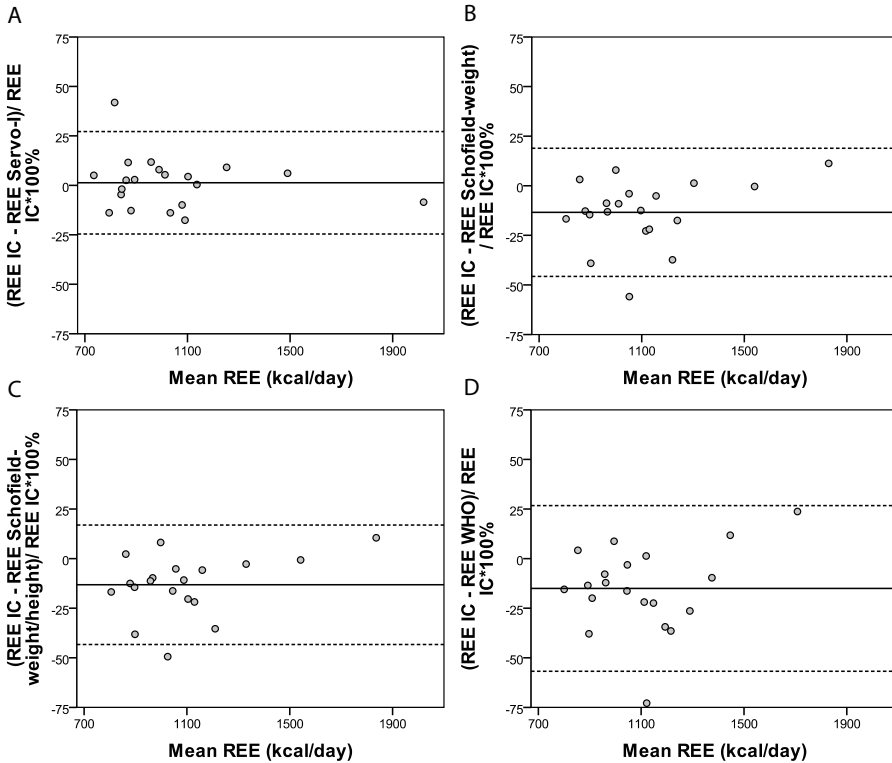 A
(REE IC - REE Servo-I)/ REE
IC*100%
75
50
25
0
-25
-50
-75
700
1100
1500
1900
Mean REE (kcal/day)
B
(REE IC - REE Schofield-weight)
/ REE IC*100%
75
50
25
0
-25
-50
-75
700
1100
1500
1900
Mean REE (kcal/day)
C
(REE IC - REE Schofield-
weight/height)/ REE IC*100%
75
50
25
0
-25
-50
-75
700
1100
1500
1900
Mean REE (kcal/day)
D
(REE IC - REE WHO)/ REE
IC*100%
75
50
25
0
-25
-50
-75
700
1100
1500
1900
Mean REE (kcal/day)